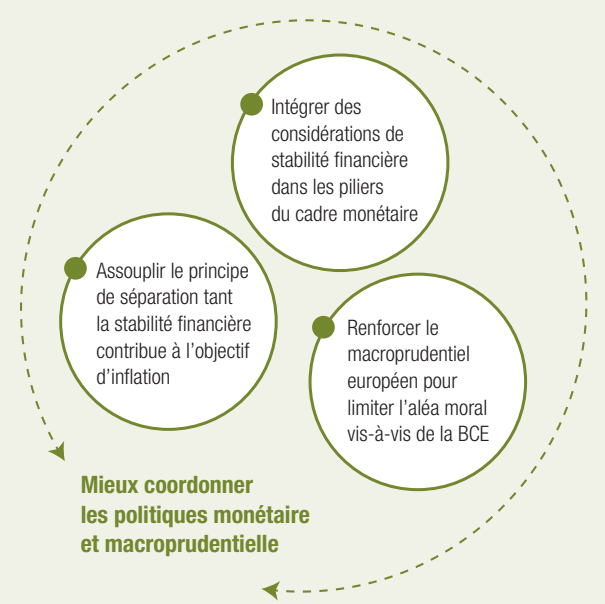 Intégrer des
considérations de
stabilité financière
dans les piliers
du cadre monétaire
Assouplir le principe
de séparation tant
la stabilité financière
contribue à l'objectif
d'inflation
Renforcer le
macroprudentiel
européen pour
limiter l'aléa moral
vis-à-vis de la BCE
Mieux coordonner
les politiques monétaire
et macroprudentielle